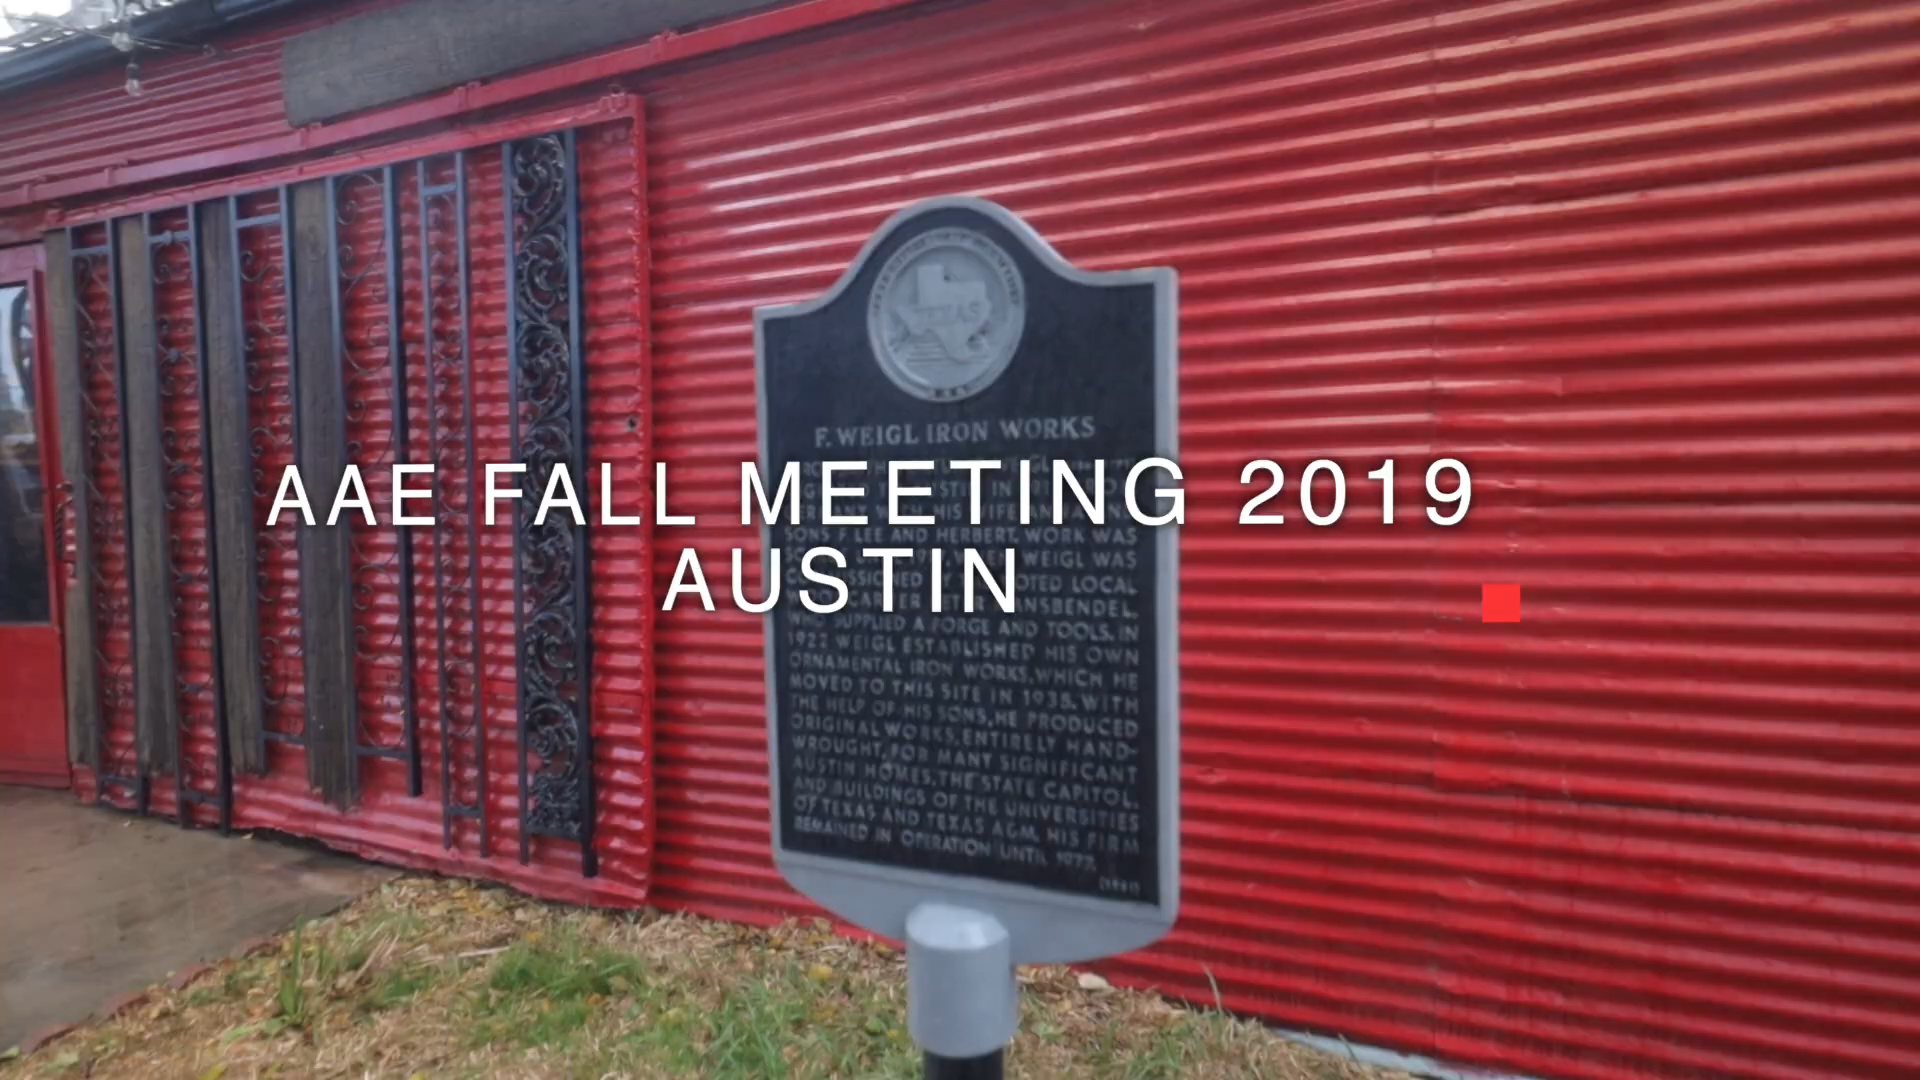 TEXAS
F. WEIGL IRON WORKS
AAE FALL MEETING 2019
AUSTIN
HIS WIFE
SONS F. LEE AND HERBERT. WORK WAS
WEIGL WAS
LOCAL
WHO SUPPLIED A FORGE AND TOOLS. IN
1922 WEIGL ESTABLISHED HIS OWN
ORNAMENTAL IRON WORKS, WHICH HE
MOVED TO THIS SITE IN 1935. WITH
THE HELP OF HIS SONS, HE PRODUCED
ORIGINAL WORKS, ENTIRELY HAND-
WROUGHT, FOR MANY SIGNIFICANT
AUSTIN HOMES, THE STATE CAPITOL,
AND BUILDINGS OF THE UNIVERSITIES
OF TEXAS AND TEXAS A&M. HIS FIRM
REMAINED IN OPERATION UNTIL 1977.